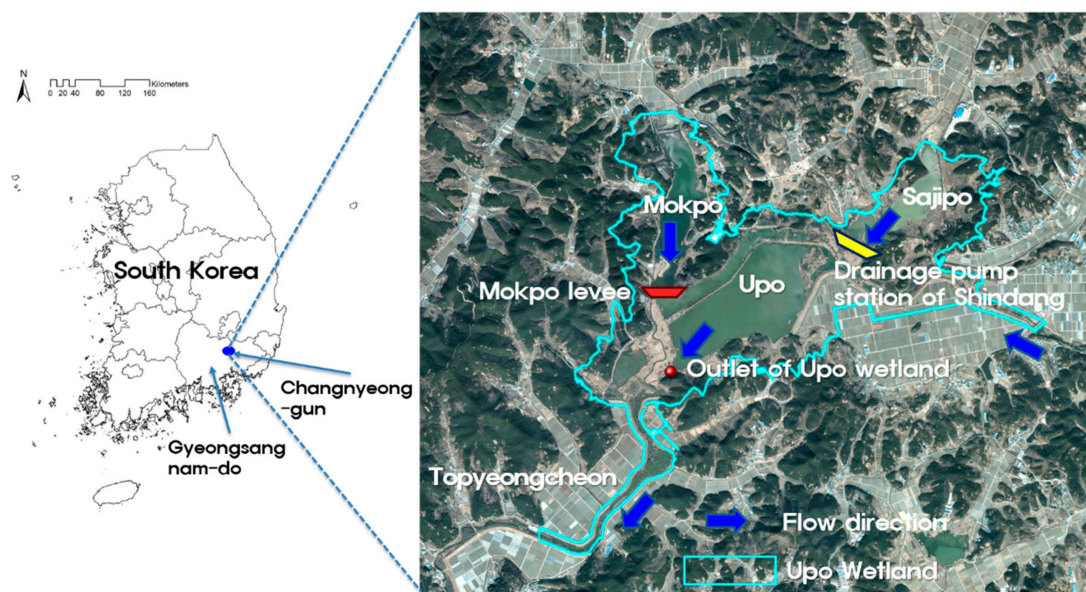 N
Kilometers
0 20 40 80 120 160
South Korea
Changnyeong
-gun
Gyeongsang
nam-do
Mokpo
Sajipo
Mokpo levee
Upo
Drainage pump
station of Shindang
Outlet of Upo wetland
Topyeongcheon
Flow direction
Upo Wetland